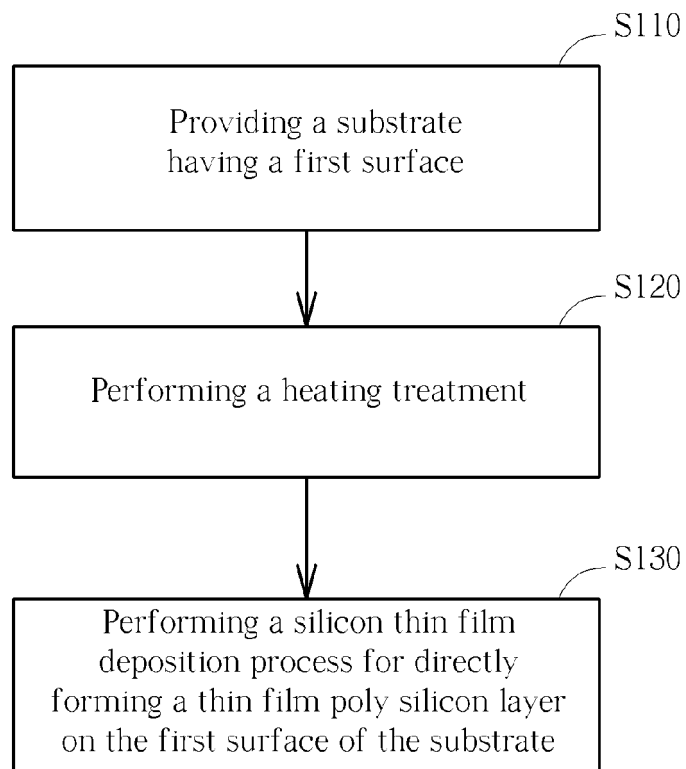 S110
Providing a substrate
having a first surface
S120
Performing a heating treatment
S130
Performing a silicon thin film
deposition process for directly
forming a thin film poly silicon layer
on the first surface of the substrate